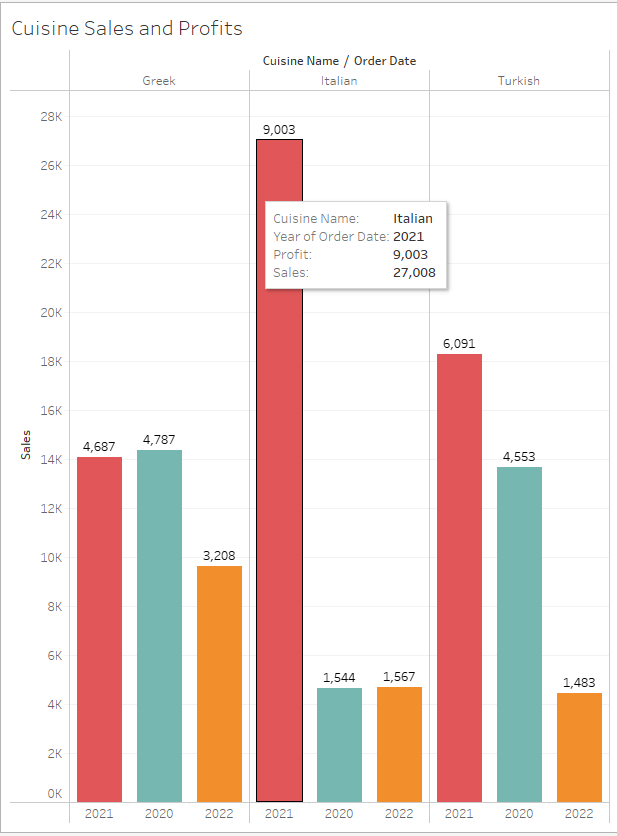 Cuisine Sales and Profits
Cuisine Name / Order Date
Greek Italian Turkish
28K
9,003
26K
24K
Cuisine Name: Italian
Year of Order Date: 2021
Profit: 9,003
Sales: 27,008
22K
20K
6,091
18K
16K
Sales
4,687 4,787
4,553
14K
12K
3,208
10K
8K
6K
1,544 1,567
1,483
4K
2K
0K
2021 2020 2022 2021 2020 2022 2021 2020 2022